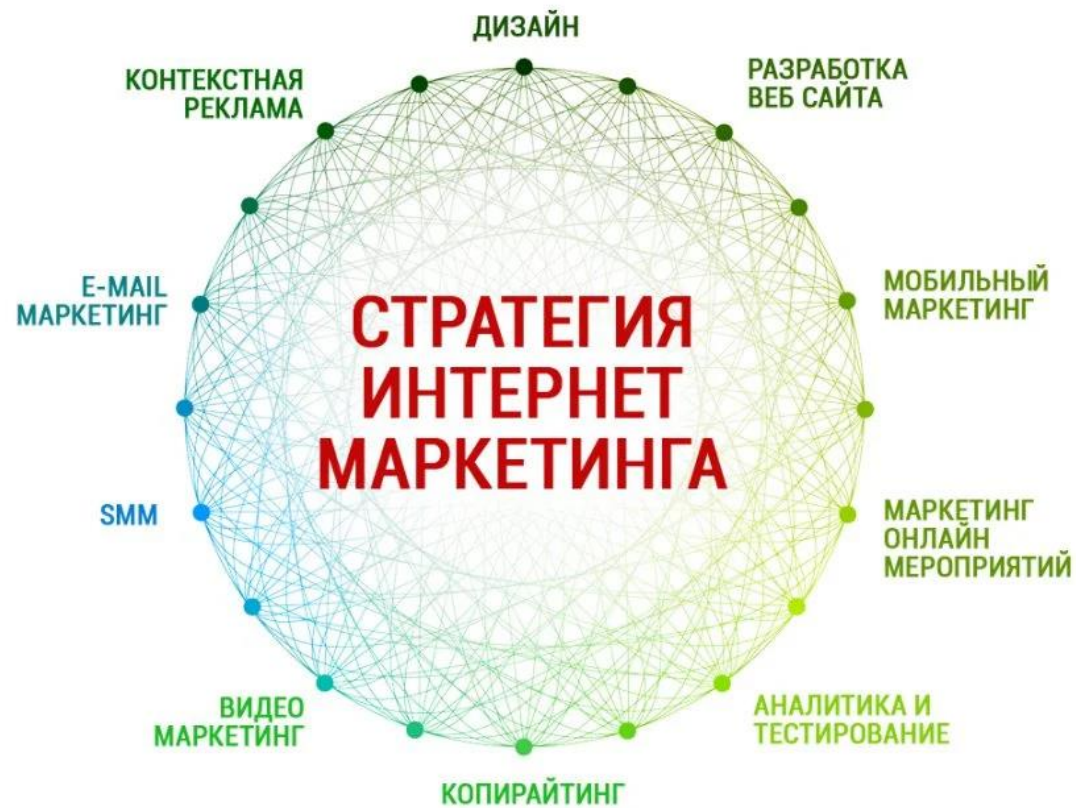 ДИЗАЙН
КОНТЕКСТНАЯ
РЕКЛАМА
РАЗРАБОТКА
ВЕБ САЙТА
E-MAIL
МАРКЕТИНГ
МОБИЛЬНЫЙ
МАРКЕТИНГ
СТРАТЕГИЯ
ИНТЕРНЕТ
МАРКЕТИНГА
SMM
МАРКЕТИНГ
ОНЛАЙН
МЕРОПРИЯТИЙ
ВИДЕО
МАРКЕТИНГ
АНАЛИТИКА И
ТЕСТИРОВАНИЕ
КОПИРАЙТИНГ